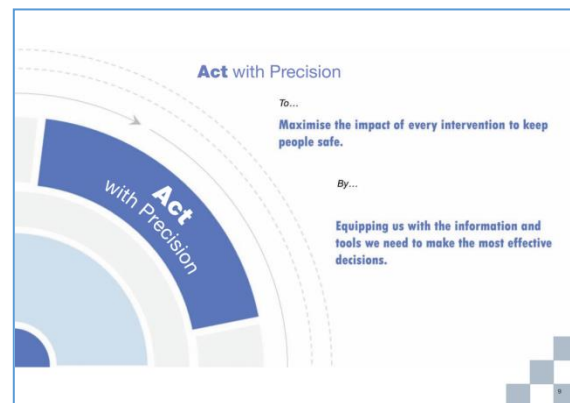 Act with Precision
To…
Maximise the impact of every intervention to keep
people safe.
By…
Equipping us with the information and
tools we need to make the most effective
decisions.
Act
with Precision
9